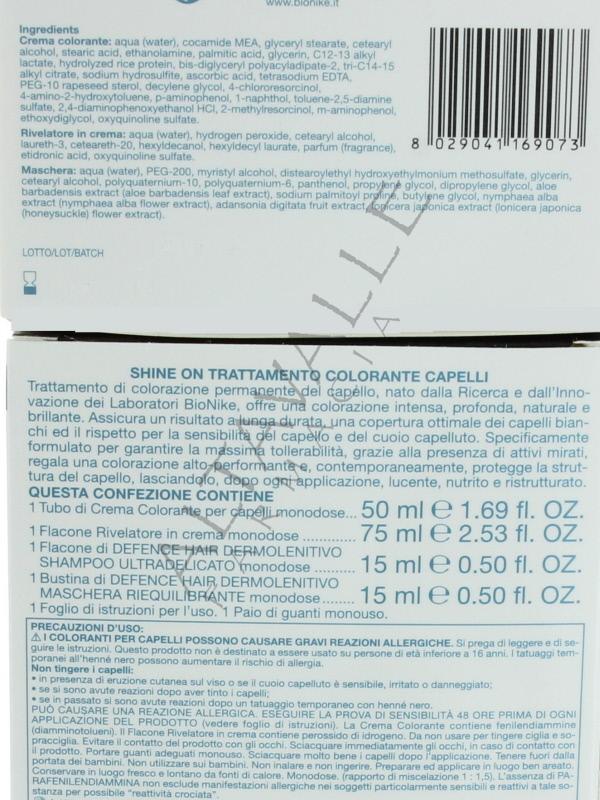 www.bionike.it
Ingredients
Crema colorante: aqua (water), cocamide MEA, glyceryl stearate, cetearyl
alcohol, stearic acid, ethanolamine, palmitic acid, glycerin, C12-13 alkyl
lactate, hydrolyzed rice protein, bis-diglyceryl polyacyladipate-2, tri-C14-15
alkyl citrate, sodium hydrosulfite, ascorbic acid, tetrasodium EDTA,
PEG-10 rapeseed sterol, decylene glycol, 4-chlororesorcinol,
4-amino-2-hydroxytoluene, p-aminophenol, 1-naphthol, toluene-2,5-diamine
sulfate, 2,4-diaminophenoxyethanol HCl, 2-methylresorcinol, m-aminophenol,
ethoxydiglycol, oxyquinoline sulfate.
Rivelatore in crema: aqua (water), hydrogen peroxide, cetearyl alcohol,
laureth-3, ceteareth-20, hexyldecanol, hexyldecyl laurate, parfum (fragrance),
etidronic acid, oxyquinoline sulfate.
8 029041 169073
Maschera: aqua (water), PEG-200, myristyl alcohol, distearoylethyl hydroxyethylmonium methosulfate, glycerin,
cetearyl alcohol, polyquaternium-10, polyquaternium-6, panthenol, propylene glycol, dipropylene glycol, aloe
barbadensis extract (aloe barbadensis leaf extract), sodium palmitoyl proline, butylene glycol, nymphaea alba
extract (nymphaea alba flower extract), adansonia digitata fruit extract, lonicera japonica extract (lonicera japonica
(honeysuckle) flower extract).
LOTTO/LOT/BATCH
ALTAVALLE
FARMACIA
SHINE ON TRATTAMENTO COLORANTE CAPELLI
Trattamento di colorazione permanente del capello, nato dalla Ricerca e dall'Inno-
vazione dei Laboratori BioNike, offre una colorazione intensa, profonda, naturale e
brillante. Assicura un risultato a lunga durata, una copertura ottimale dei capelli bian-
chi ed il rispetto per la sensibilità del capello e del cuoio capelluto. Specificamente
formulato per garantire la massima tollerabilità, grazie alla presenza di attivi mirati,
regala una colorazione alto-performante e, contemporaneamente, protegge la strut-
tura del capello, lasciandolo, dopo ogni applicazione, lucente, nutrito e ristrutturato.
QUESTA CONFEZIONE CONTIENE
1 Tubo di Crema Colorante per capelli monodose... 50 ml ℮ 1.69 fl. OZ.
1 Flacone Rivelatore in crema monodose ............ 75 ml ℮ 2.53 fl. OZ.
1 Flacone di DEFENCE HAIR DERMOLENITIVO
SHAMPOO ULTRADELICATO monodose ........ 15 ml ℮ 0.50 fl. OZ.
1 Bustina di DEFENCE HAIR DERMOLENITIVO
MASCHERA RIEQUILIBRANTE monodose ........ 15 ml ℮ 0.50 fl. OZ.
1 Foglio di istruzioni per l'uso. 1 Paio di guanti monouso.
PRECAUZIONI D'USO:
⚠ I COLORANTI PER CAPELLI POSSONO CAUSARE GRAVI REAZIONI ALLERGICHE. Si prega di leggere e di se-
guire le istruzioni. Questo prodotto non è destinato a essere usato su persone di età inferiore a 16 anni. I tatuaggi tem-
poranei all'henné nero possono aumentare il rischio di allergia.
Non tingere i capelli:
• in presenza di eruzione cutanea sul viso o se il cuoio capelluto è sensibile, irritato o danneggiato;
• se si sono avute reazioni dopo aver tinto i capelli;
• se in passato si sono avute reazioni dopo un tatuaggio temporaneo con henné nero.
PUÒ CAUSARE UNA REAZIONE ALLERGICA. ESEGUIRE LA PROVA DI SENSIBILITÀ 48 ORE PRIMA DI OGNI
APPLICAZIONE DEL PRODOTTO (vedere foglio di istruzioni). La Crema Colorante contiene fenilendiammine
(diamminotolueni). Il Flacone Rivelatore in crema contiene perossido di idrogeno. Da non usare per tingere ciglia e so-
pracciglia. Evitare il contatto del prodotto con gli occhi. Sciacquare immediatamente gli occhi, in caso di contatto con
il prodotto. Portare guanti adeguati monouso. Sciacquare molto bene i capelli dopo l'applicazione. Tenere fuori dalla
portata dei bambini. Non utilizzare sui bambini. Non inalare e non ingerire. Preparare ed applicare in luogo ben areato.
Conservare in luogo fresco e lontano da fonti di calore. Monodose. (rapporto di miscelazione 1 : 1,5). L'assenza di PA-
RAFENILENDIAMMINA non esclude manifestazioni allergiche nei soggetti particolarmente sensibili a tale so-
stanza per possibile "reattività crociata".